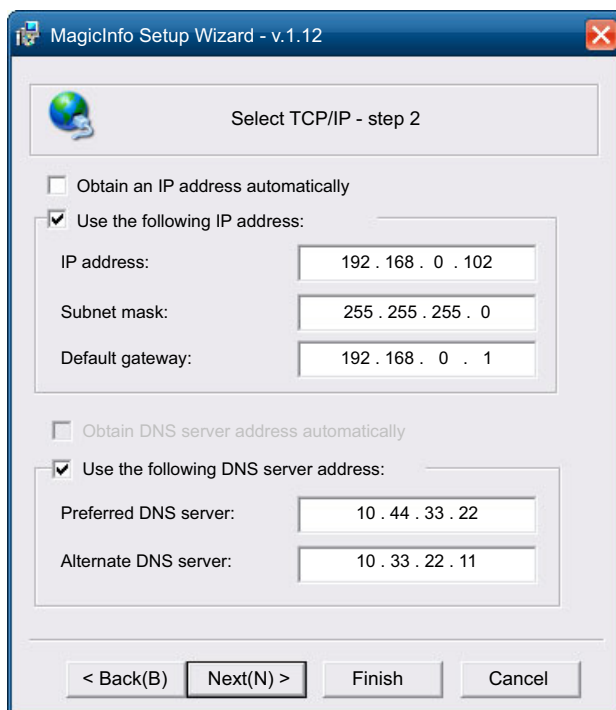 MagicInfo Setup Wizard - v.1.12
Select TCP/IP - step 2
Obtain an IP address automatically
Use the following IP address:
IP address: 192 . 168 . 0 . 102
Subnet mask: 255 . 255 . 255 . 0
Default gateway: 192 . 168 . 0 . 1
Obtain DNS server address automatically
Use the following DNS server address:
Preferred DNS server: 10 . 44 . 33 . 22
Alternate DNS server: 10 . 33 . 22 . 11
< Back(B) Next(N) > Finish Cancel